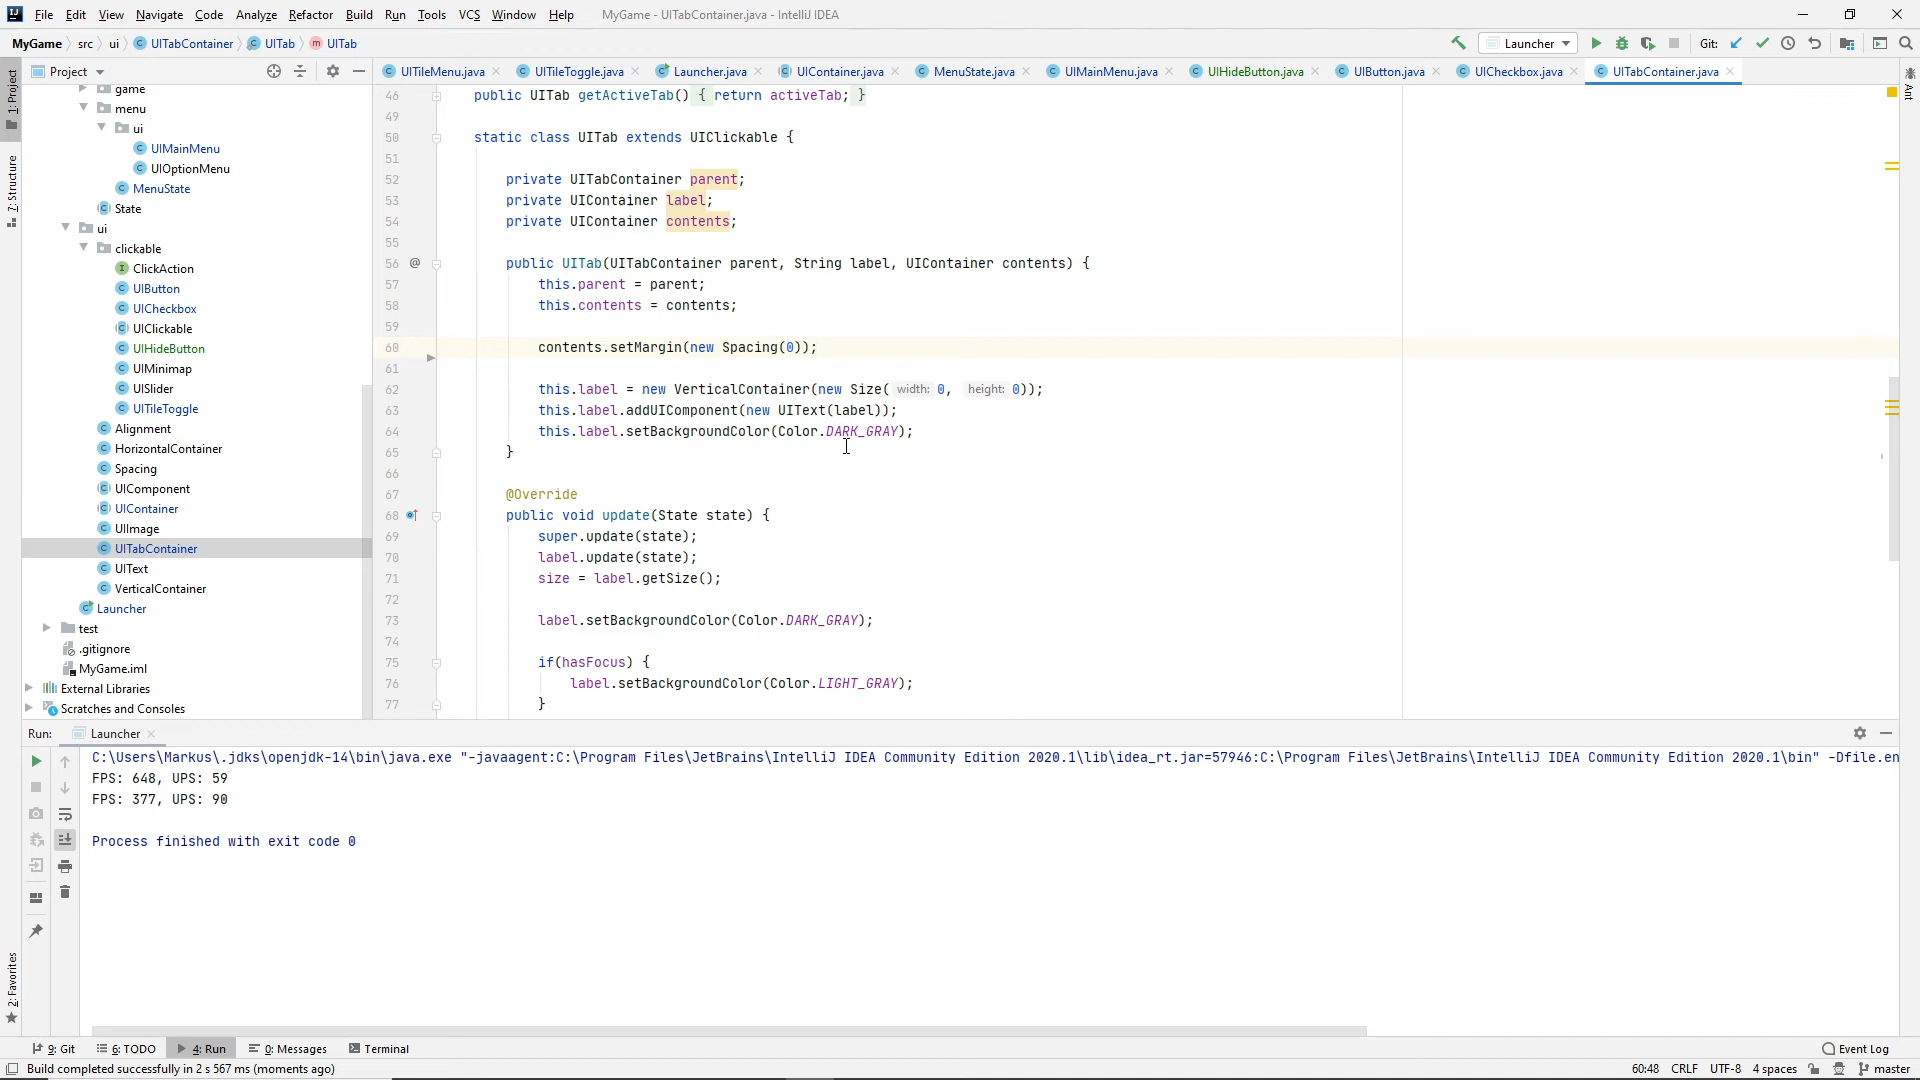 File Edit View Navigate Code Analyze Refactor Build Run Tools VCS Window Help MyGame - UITabContainer.java - IntelliJ IDEA
MyGame src ui UITabContainer UITab UITab Launcher Git:
Project UITileMenu.java UITileToggle.java Launcher.java UIContainer.java MenuState.java UIMainMenu.java UIHideButton.java UIButton.java UICheckbox.java UITabContainer.java
1: Project
7: Structure
2: Favorites
Ant
game
menu
ui
UIMainMenu
UIOptionMenu
MenuState
State
ui
clickable
ClickAction
UIButton
UICheckbox
UIClickable
UIHideButton
UIMinimap
UISlider
UITileToggle
Alignment
HorizontalContainer
Spacing
UIComponent
UIContainer
UIImage
UITabContainer
UIText
VerticalContainer
Launcher
test
.gitignore
MyGame.iml
External Libraries
Scratches and Consoles
46 public UITab getActiveTab() { return activeTab; }
49
50 static class UITab extends UIClickable {
51
52 private UITabContainer parent;
53 private UIContainer label;
54 private UIContainer contents;
55
56 @ public UITab(UITabContainer parent, String label, UIContainer contents) {
57 this.parent = parent;
58 this.contents = contents;
59
60 contents.setMargin(new Spacing(0));
61
62 this.label = new VerticalContainer(new Size( width: 0, height: 0));
63 this.label.addUIComponent(new UIText(label));
64 this.label.setBackgroundColor(Color.DARK_GRAY);
65 }
66
67 @Override
68 public void update(State state) {
69 super.update(state);
70 label.update(state);
71 size = label.getSize();
72
73 label.setBackgroundColor(Color.DARK_GRAY);
74
75 if(hasFocus) {
76 label.setBackgroundColor(Color.LIGHT_GRAY);
77 }
Run: Launcher
C:\Users\Markus\.jdks\openjdk-14\bin\java.exe "-javaagent:C:\Program Files\JetBrains\IntelliJ IDEA Community Edition 2020.1\lib\idea_rt.jar=57946:C:\Program Files\JetBrains\IntelliJ IDEA Community Edition 2020.1\bin" -Dfile.en
FPS: 648, UPS: 59
FPS: 377, UPS: 90
Process finished with exit code 0
9: Git 6: TODO 4: Run 0: Messages Terminal Event Log
Build completed successfully in 2 s 567 ms (moments ago) 60:48 CRLF UTF-8 4 spaces master